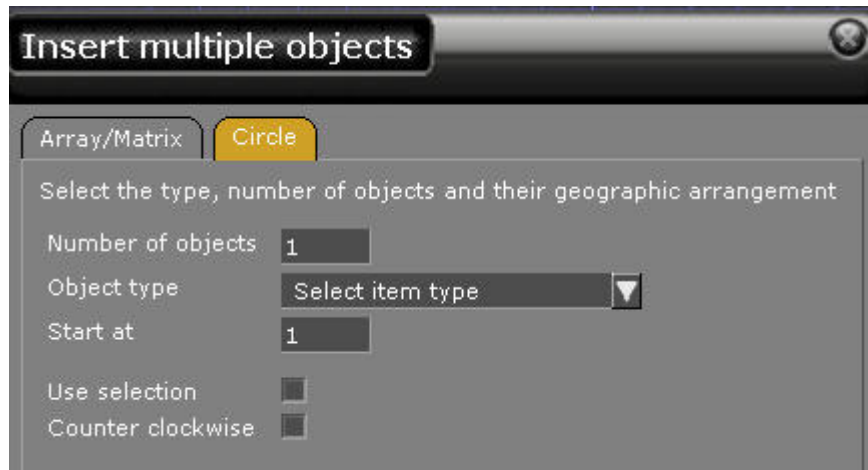 Insert multiple objects
Array/Matrix Circle
Select the type, number of objects and their geographic arrangement
Number of objects 1
Object type Select item type
Start at 1
Use selection
Counter clockwise